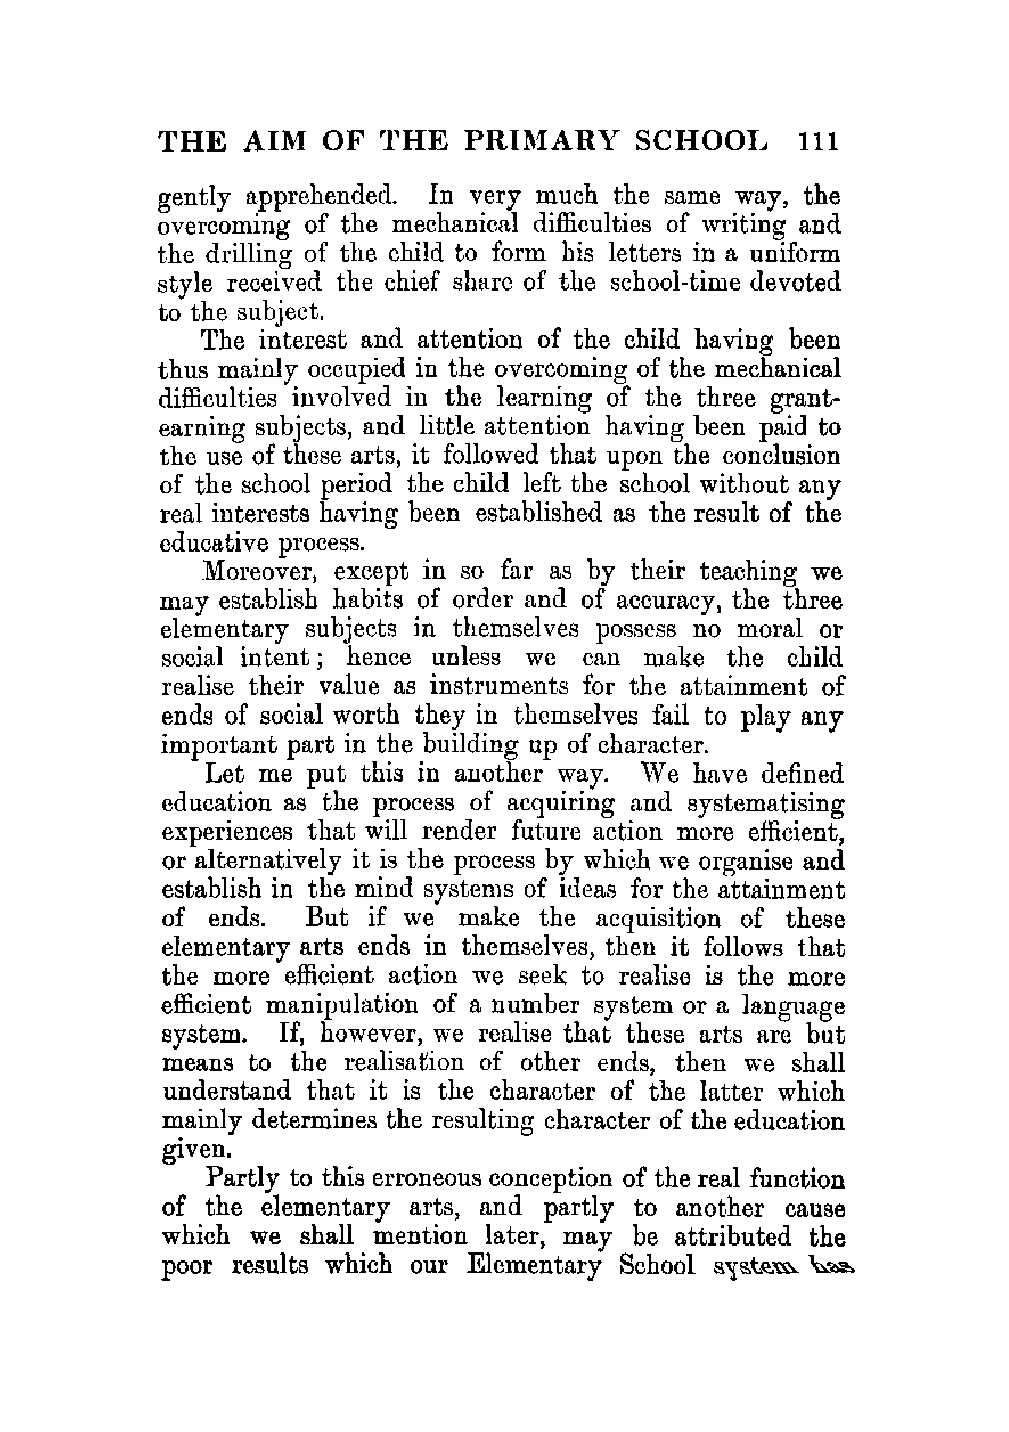 THE AIM OF THE PRIMARY SCHOOL 111
gently apprehended. In very much the same way, the
overcoming of the mechanical difficulties of writing and
the drilling of the child to form his letters in a uniform
style received the chief share of the school-time devoted
to the subject.
The interest and attention of the child having been
thus mainly occupied in the overcoming of the mechanical
difficulties involved in the learning of the three grant-
earning subjects, and little attention having been paid to
the use of these arts, it followed that upon the conclusion
of the school period the child left the school without any
real interests having been established as the result of the
educative process.
Moreover, except in so far as by their teaching we
may establish habits of order and of accuracy, the three
elementary subjects in themselves possess no moral or
social intent; hence unless we can make the child
realise their value as instruments for the attainment of
ends of social worth they in themselves fail to play any
important part in the building up of character.
Let me put this in another way. We have defined
education as the process of acquiring and systematising
experiences that will render future action more efficient,
or alternatively it is the process by which we organise and
establish in the mind systems of ideas for the attainment
of ends. But if we make the acquisition of these
elementary arts ends in themselves, then it follows that
the more efficient action we seek to realise is the more
efficient manipulation of a number system or a language
system. If, however, we realise that these arts are but
means to the realisation of other ends, then we shall
understand that it is the character of the latter which
mainly determines the resulting character of the education
given.
Partly to this erroneous conception of the real function
of the elementary arts, and partly to another cause
which we shall mention later, may be attributed the
poor results which our Elementary School system has